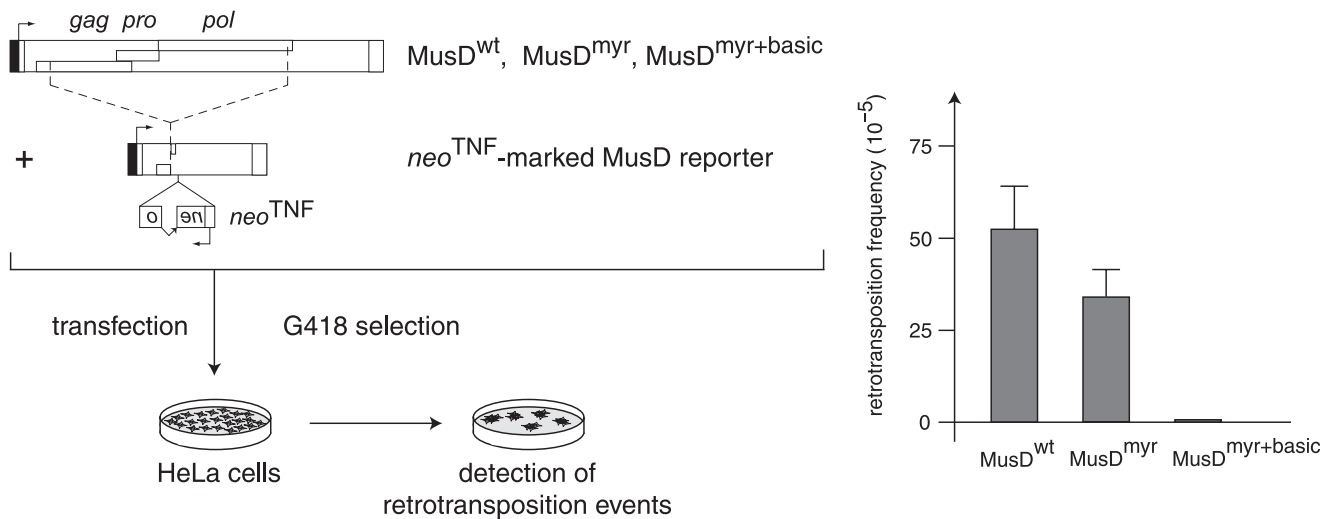 gag pro pol
MusD^wt, MusD^myr, MusD^myr+basic
+
neo^TNF-marked MusD reporter
o ne neo^TNF
transfection G418 selection
HeLa cells
detection of
retrotransposition events
retrotransposition frequency (10^−5)
75
50
25
0
MusD^wt MusD^myr MusD^myr+basic